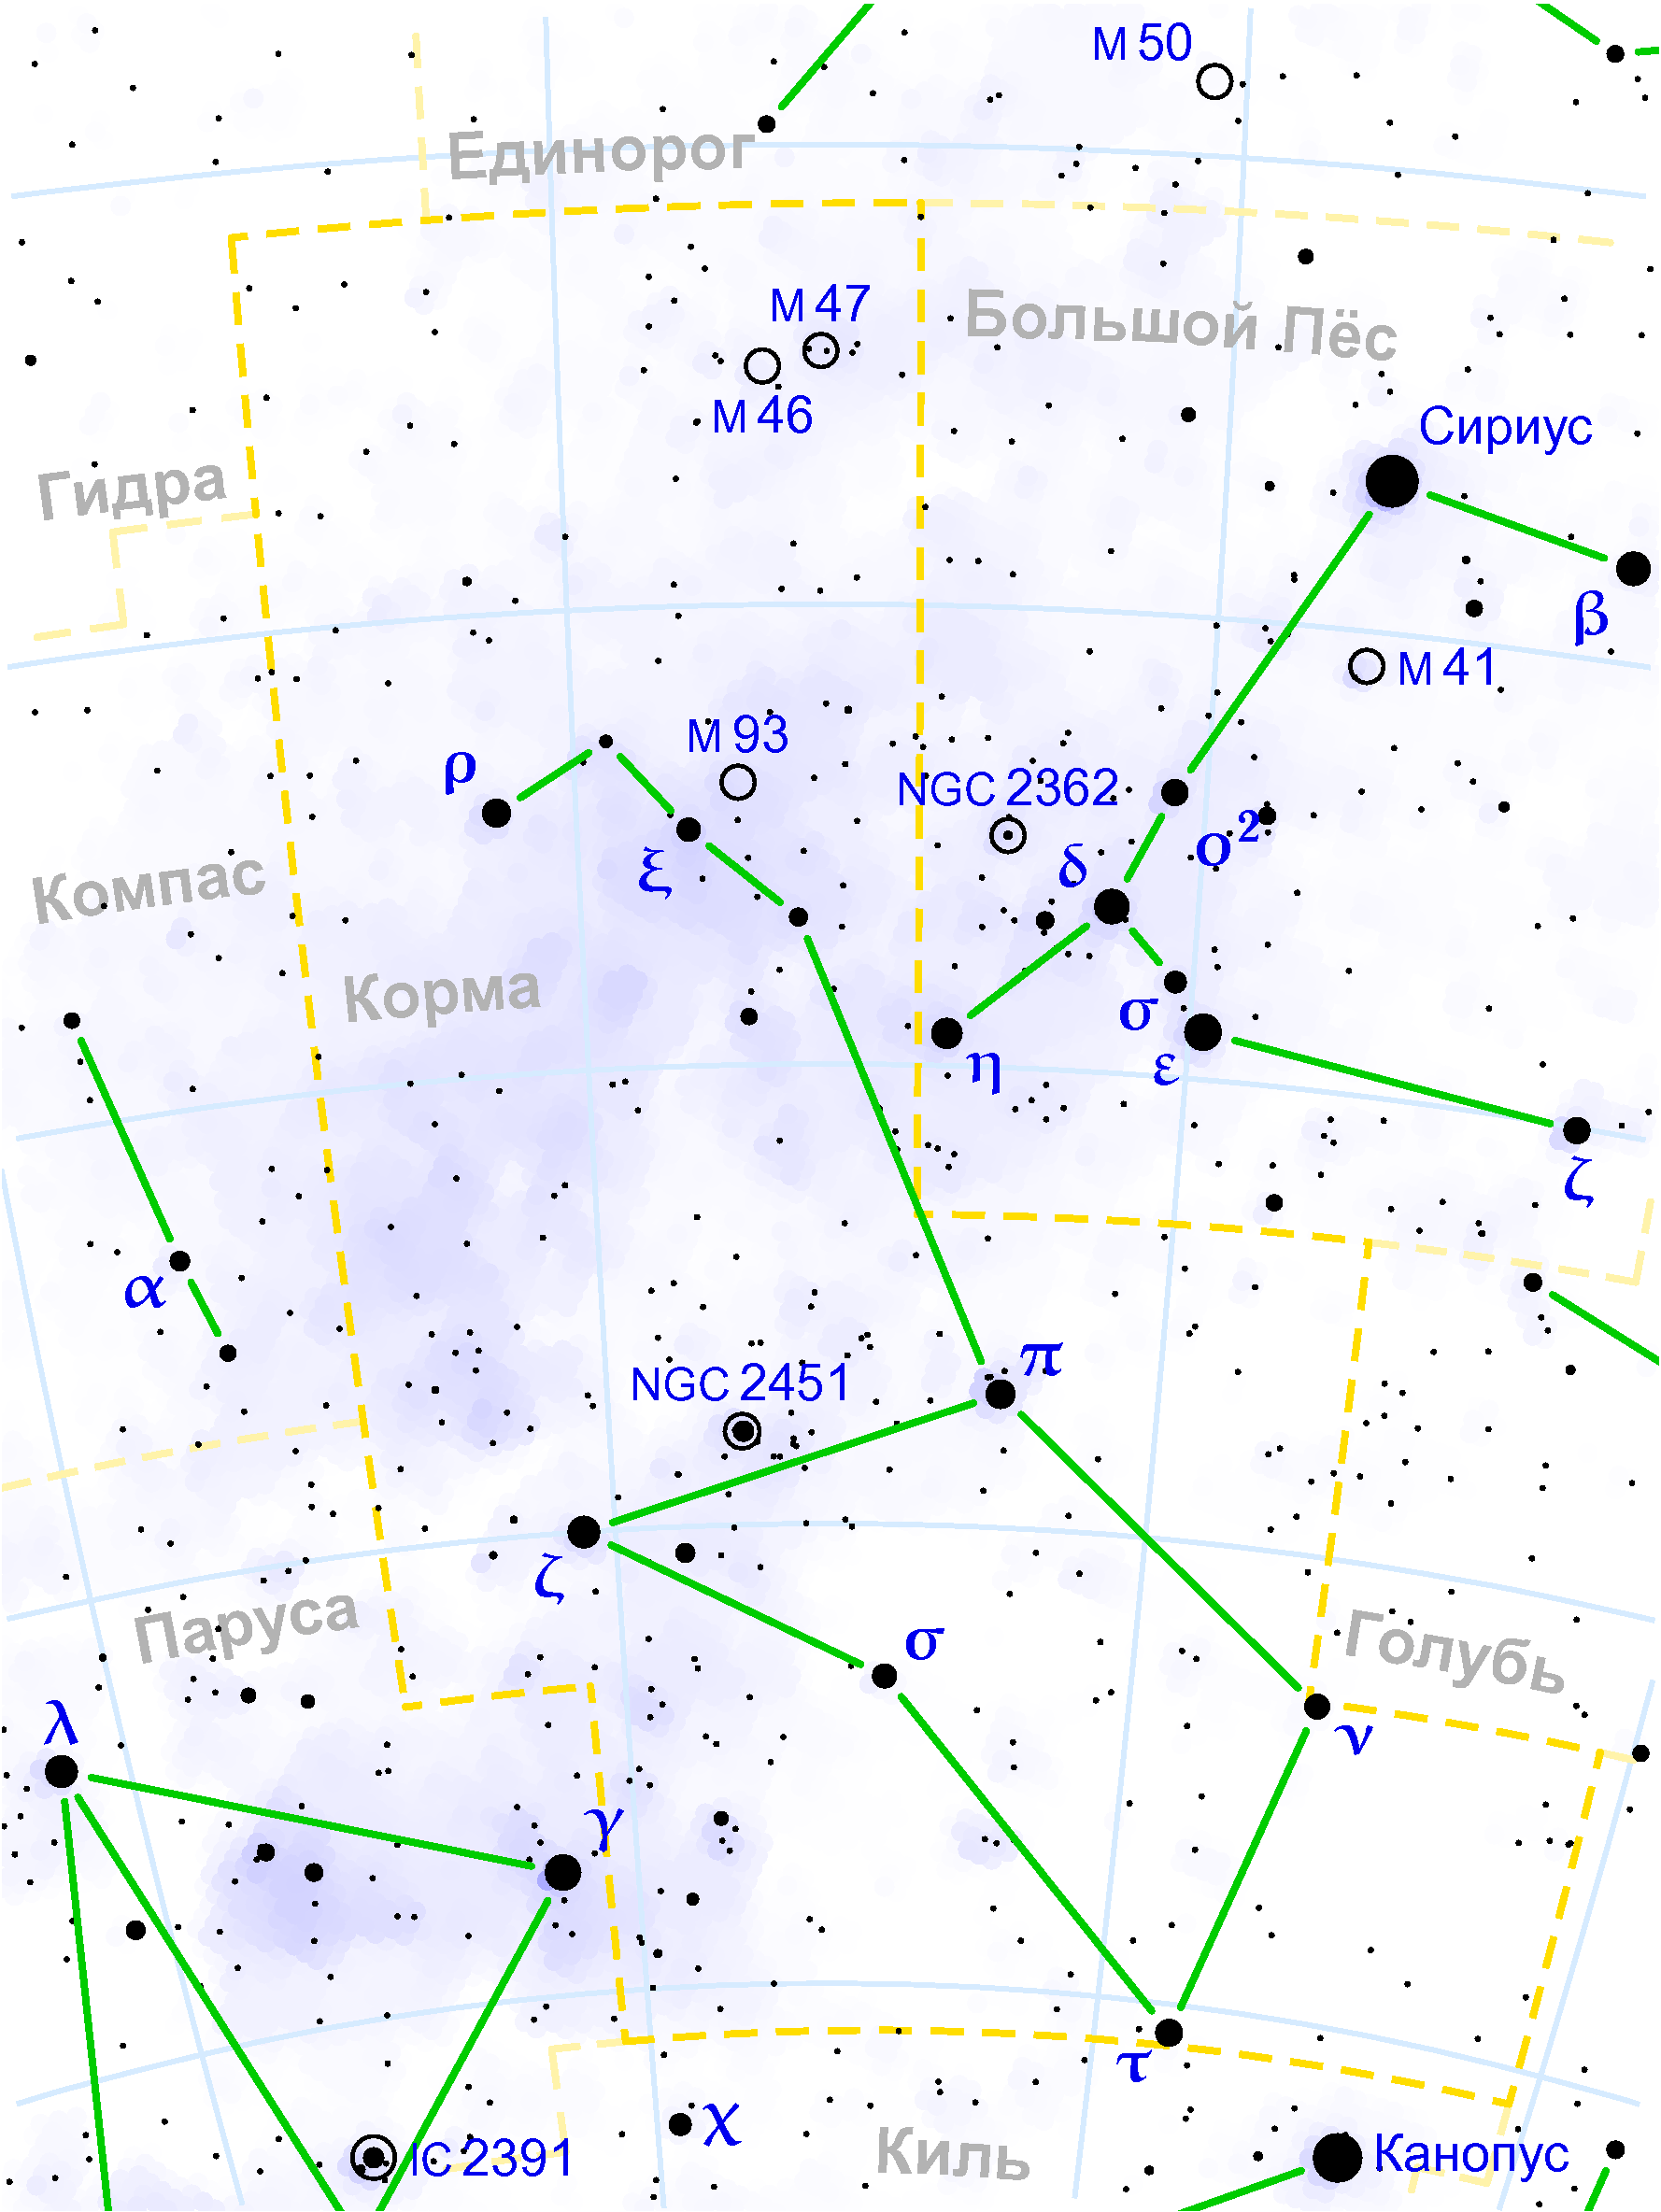 М 50
Единорог
М 47
Большой Пёс
М 46
Сириус
Гидра
β
М 41
М 93
ρ
NGC 2362
ο²
ξ
δ
Компас
Корма
σ
η
ε
ζ
α
π
NGC 2451
ζ
Паруса
Голубь
σ
λ
ν
γ
τ
χ
Киль
Канопус
IC 2391